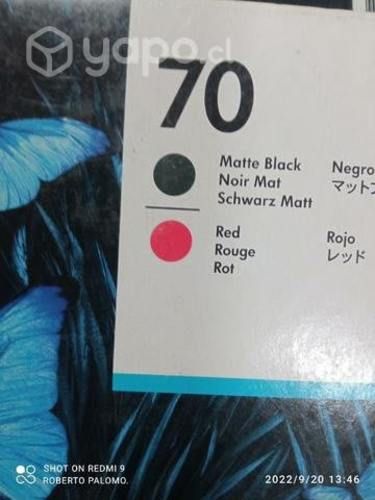 yapo.cl
70
Matte Black
Noir Mat
Schwarz Matt
Negro
マット
Red
Rouge
Rot
Rojo
レッド
SHOT ON REDMI 9
ROBERTO PALOMO.
2022/9/20 13:46